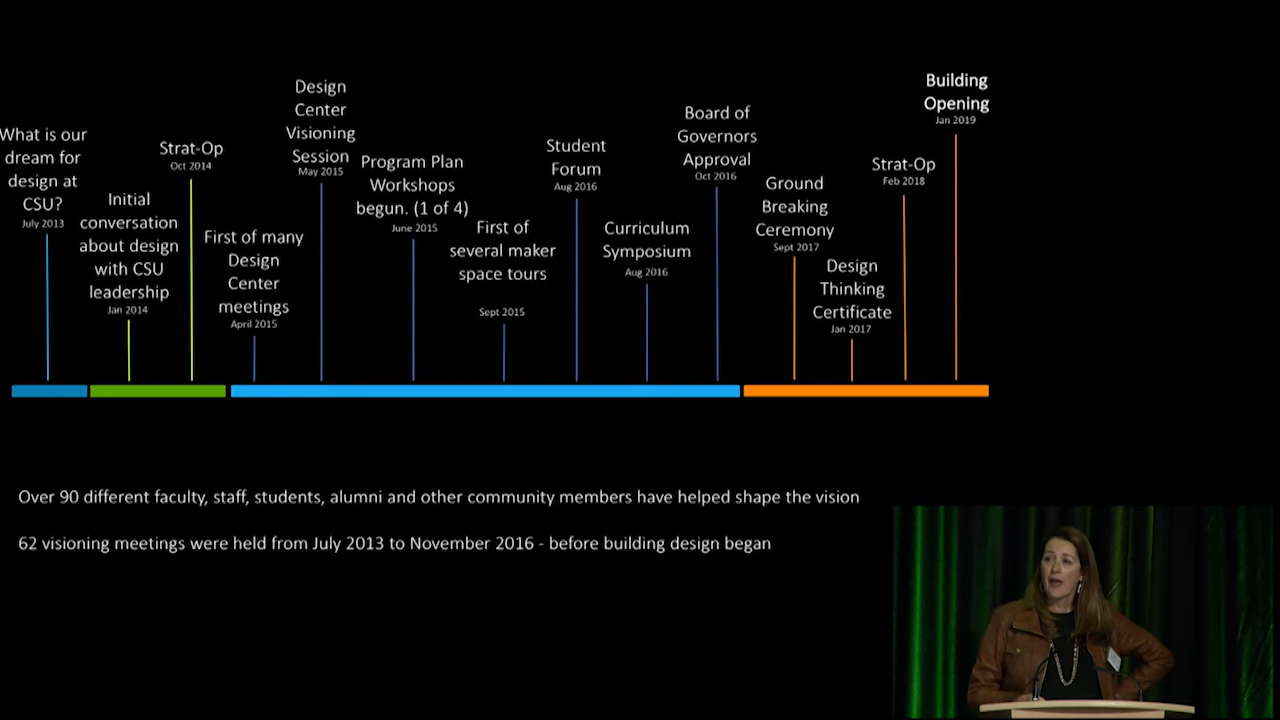 What is our
dream for
design at
CSU?
July 2013
Initial
conversation
about design
with CSU
leadership
Jan 2014
Strat-Op
Oct 2014
First of many
Design
Center
meetings
April 2015
Design
Center
Visioning
Session
May 2015
Program Plan
Workshops
begun. (1 of 4)
June 2015
First of
several maker
space tours
Sept 2015
Student
Forum
Aug 2016
Curriculum
Symposium
Aug 2016
Board of
Governors
Approval
Oct 2016
Ground
Breaking
Ceremony
Sept 2017
Design
Thinking
Certificate
Jan 2017
Strat-Op
Feb 2018
Building
Opening
Jan 2019
Over 90 different faculty, staff, students, alumni and other community members have helped shape the vision
62 visioning meetings were held from July 2013 to November 2016 - before building design began